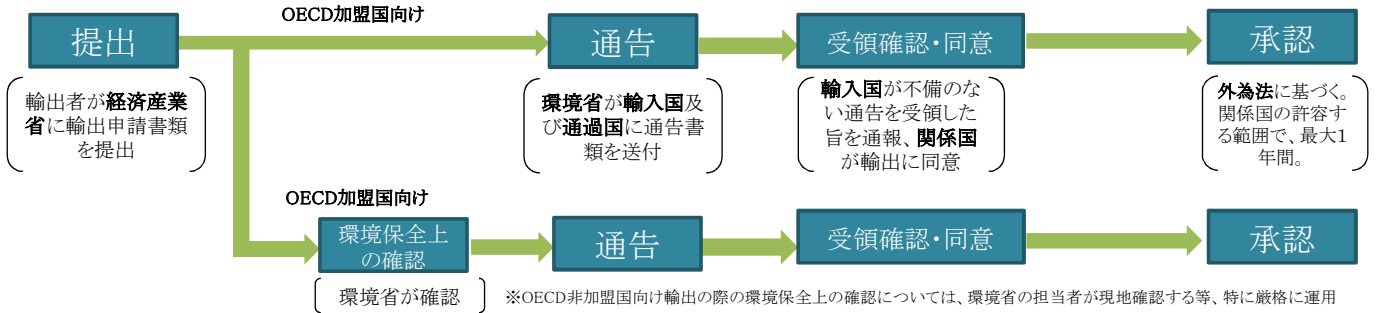 OECD加盟国向け
提出
通告
受領確認・同意
承認
輸出者が経済産業
省に輸出申請書類
を提出
環境省が輸入国及
び通過国に通告書
類を送付
輸入国が不備のな
い通告を受領した
旨を通報、関係国
が輸出に同意
外為法に基づく。
関係国の許容す
る範囲で、最大1
年間。
OECD加盟国向け
環境保全上
の確認
通告
受領確認・同意
承認
環境省が確認
※OECD非加盟国向け輸出の際の環境保全上の確認については、環境省の担当者が現地確認する等、特に厳格に運用